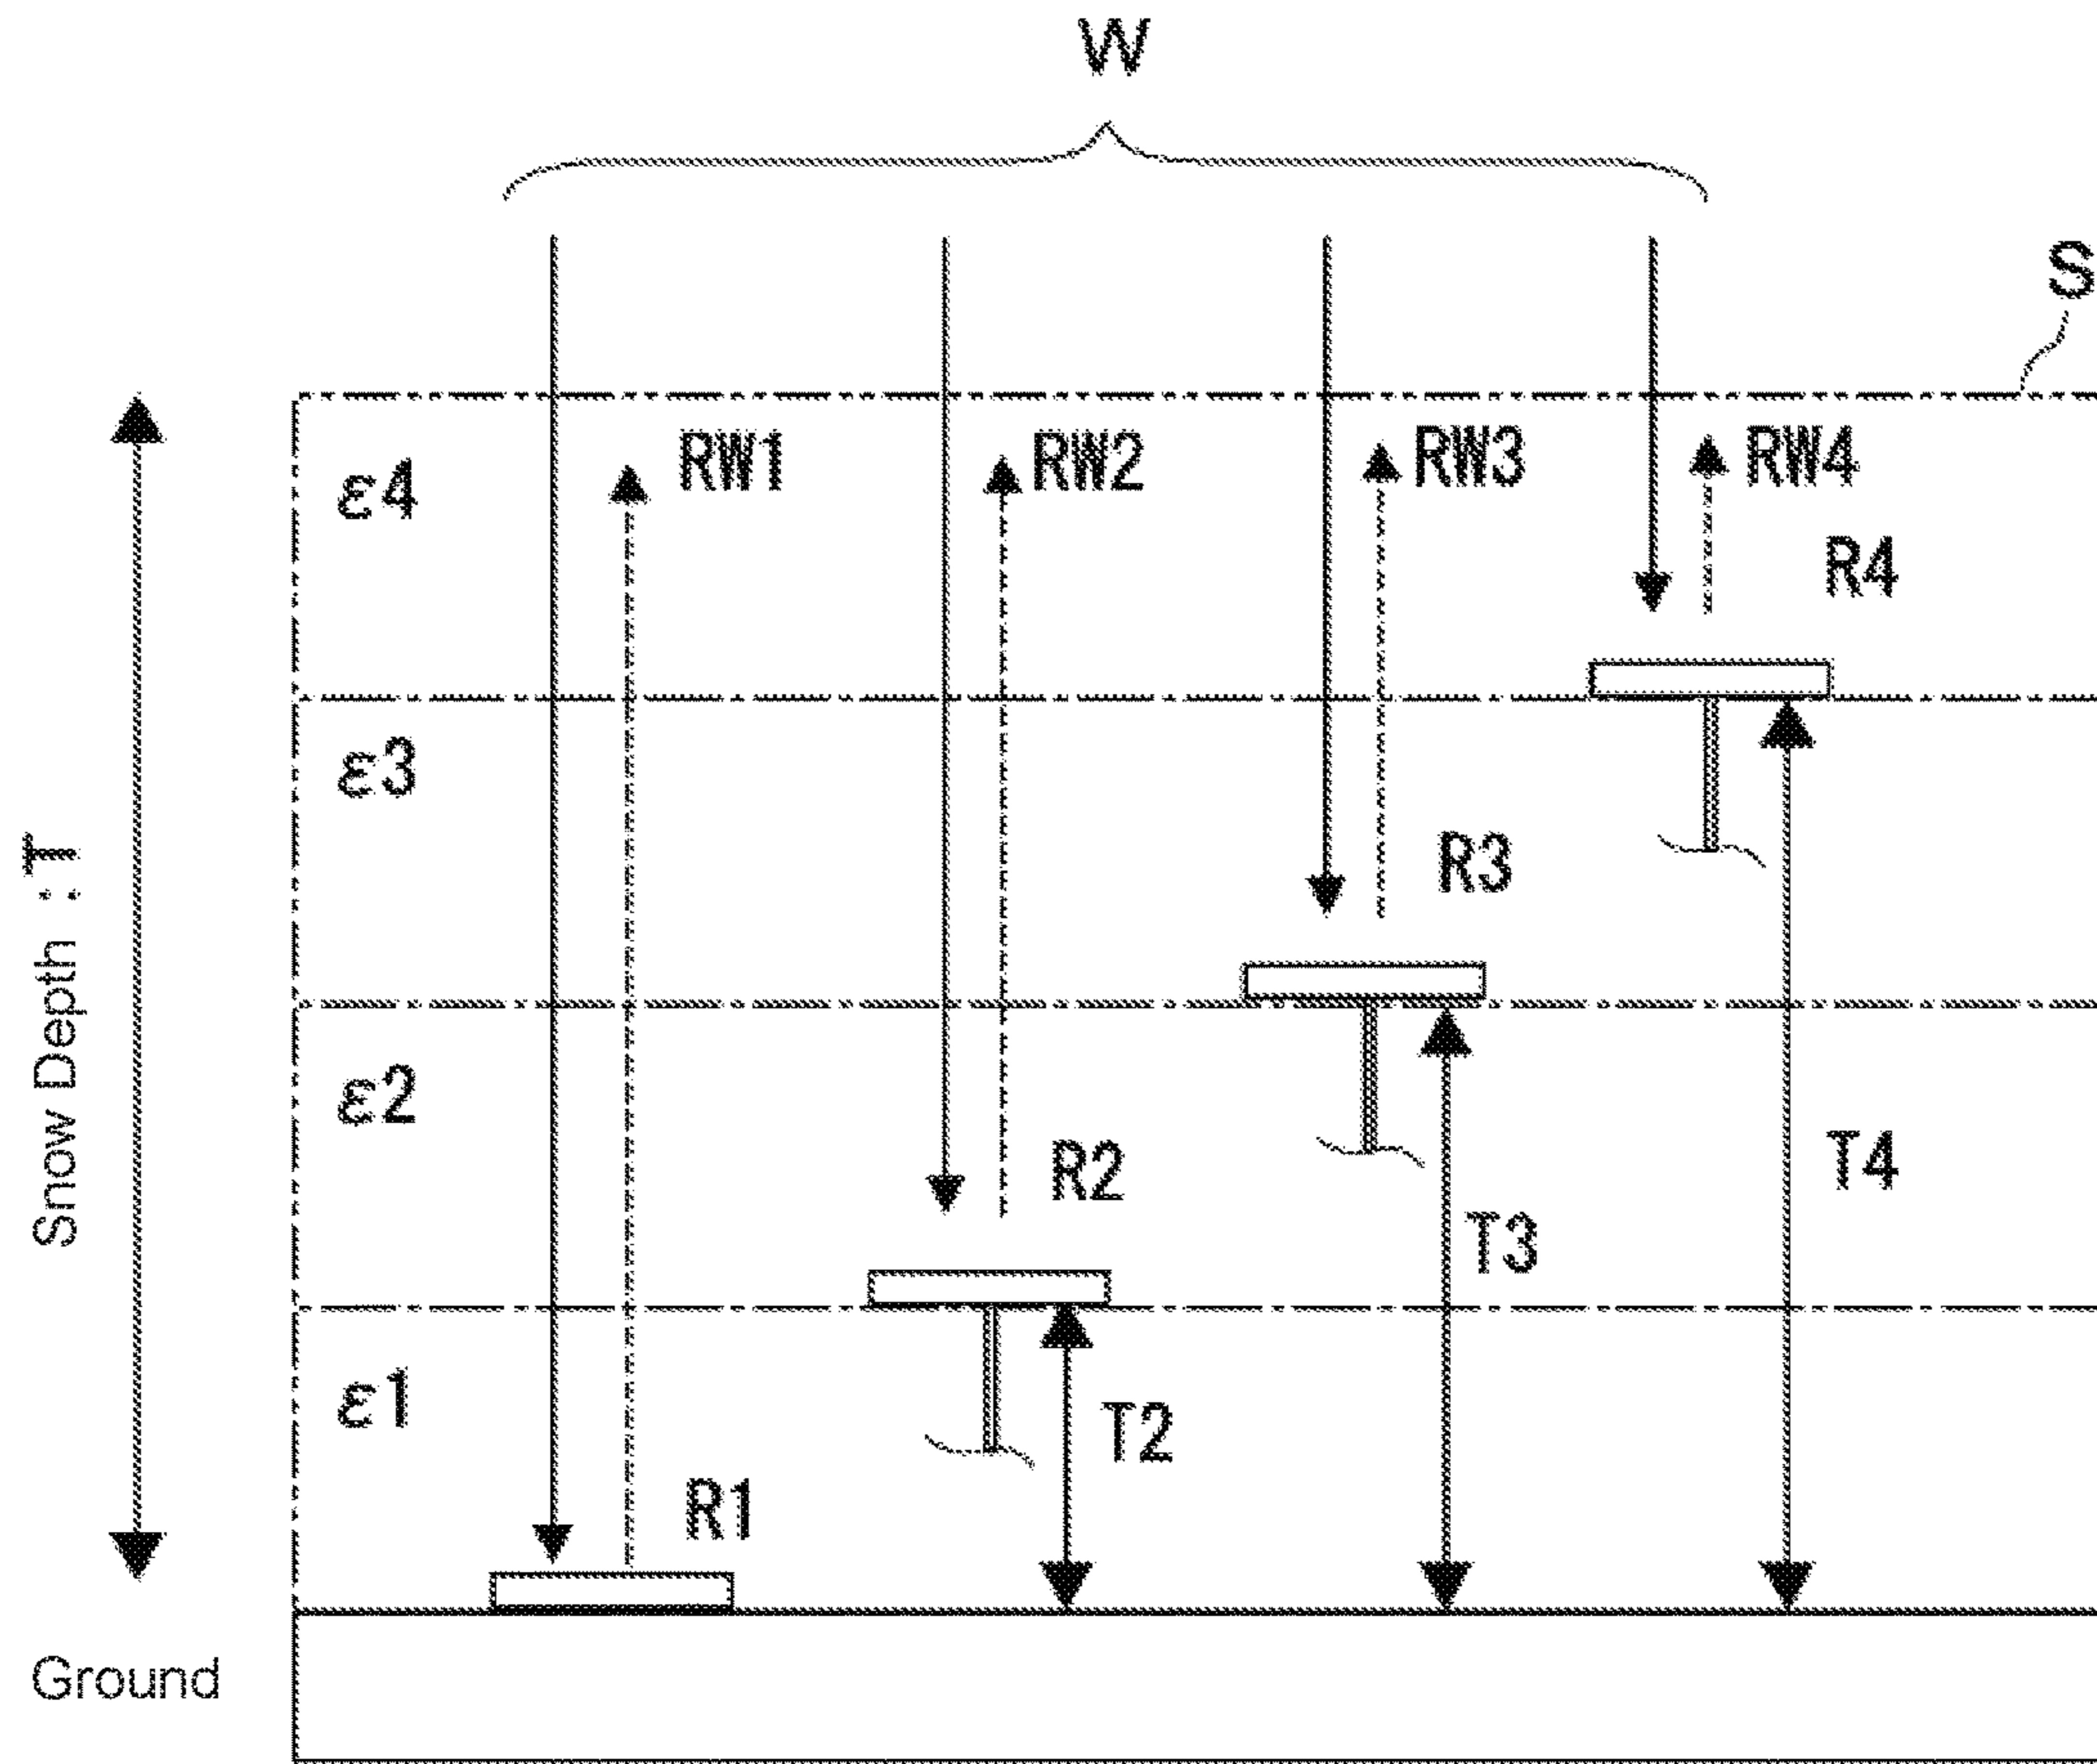 W
S
RW1
RW2
RW3
RW4
ε4
R4
ε3
R3
Snow Depth :T
ε2
R2
T4
T3
ε1
T2
R1
Ground